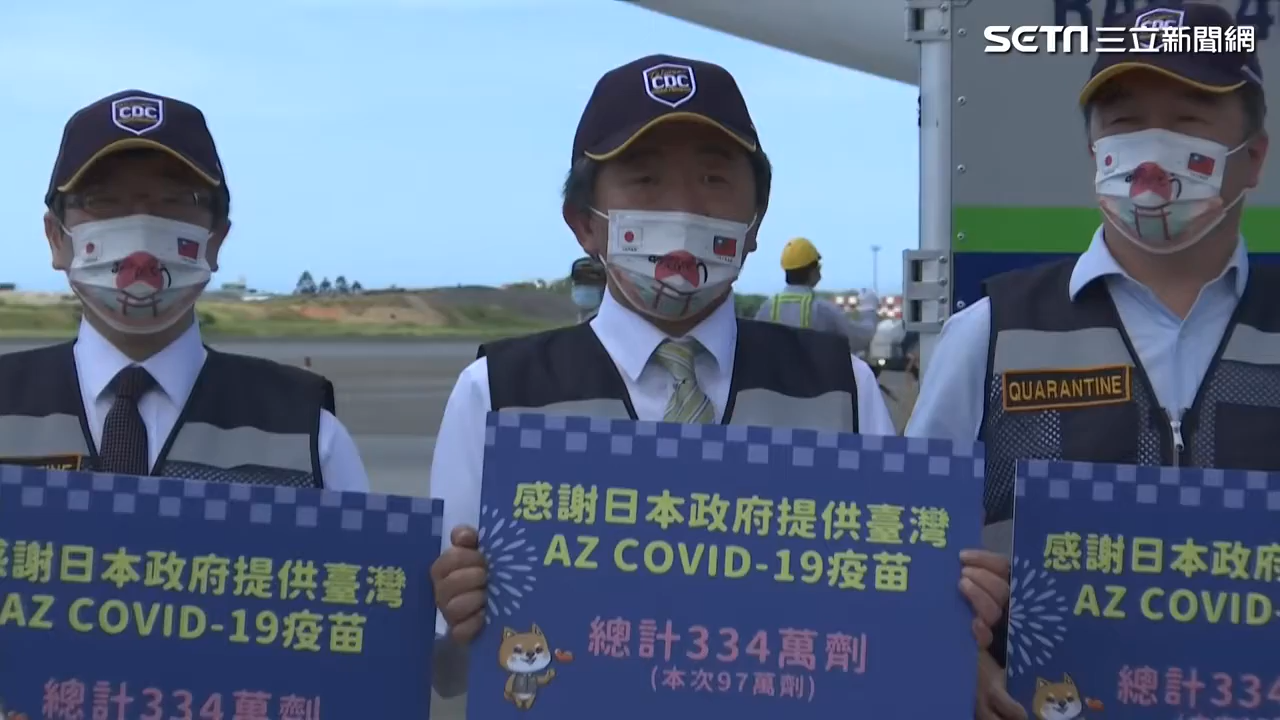 SETN三立新聞網
CDC
CDC
CDC
JAPAN
QUARANTINE
感謝日本政府提供臺灣
AZ COVID-19疫苗
總計334萬劑
(本次97萬劑)
感謝日本政府提供臺灣
AZ COVID-19疫苗
總計334萬劑
感謝日本政府
AZ COVID-
總計334